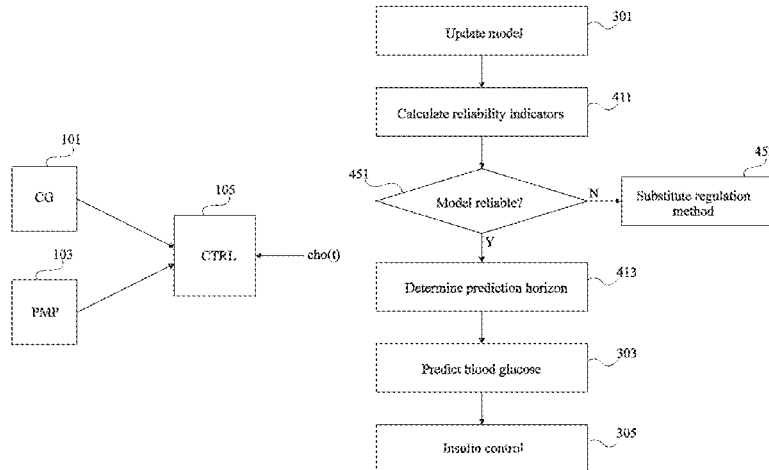 101
CG
103
PMP
105
CTRL
cho(t)
301
Update model
411
Calculate reliability indicators
451
Model reliable?
N
Y
45
Substitute regulation
method
413
Determine prediction horizon
303
Predict blood glucose
305
Insulin control